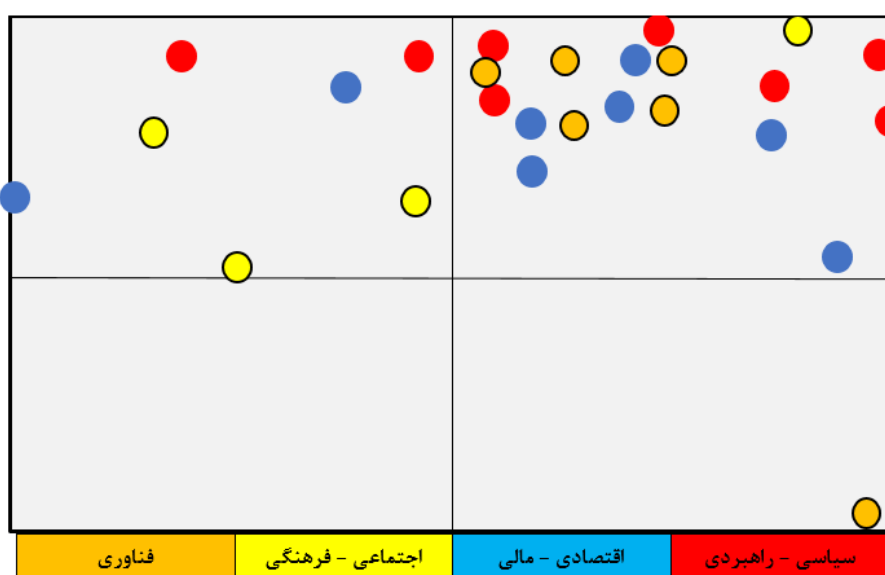 سیاسی - راهبردی
اقتصادی - مالی
اجتماعی - فرهنگی
فناوری